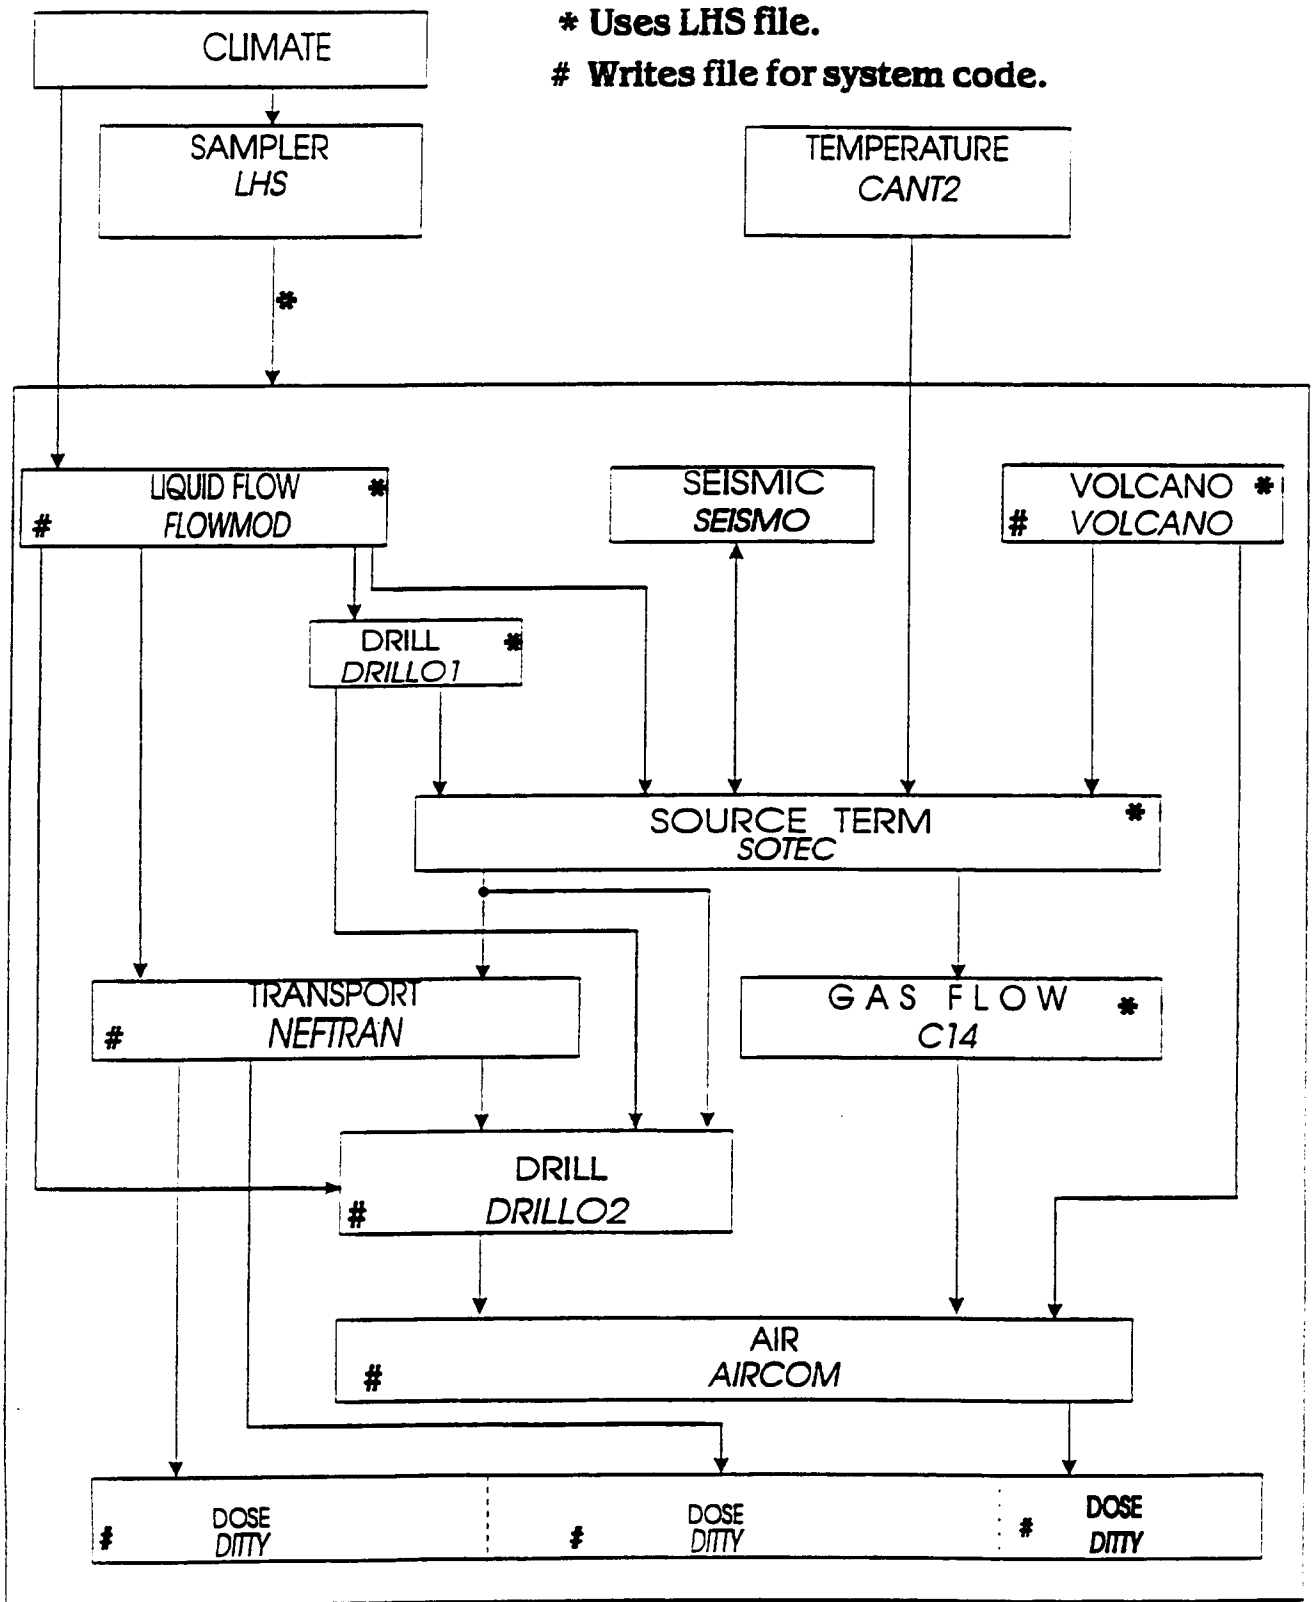 * Uses LHS file.
# Writes file for system code.
CLIMATE
SAMPLER
LHS
TEMPERATURE
CANT2
*
LIQUID FLOW *
# FLOWMOD
SEISMIC
SEISMO
VOLCANO *
# VOLCANO
DRILL *
DRILLO1
SOURCE TERM *
SOTEC
TRANSPORT
# NEFTRAN
GAS FLOW *
C14
DRILL
# DRILLO2
AIR
# AIRCOM
DOSE
# DITTY
DOSE
# DITTY
DOSE
# DITTY